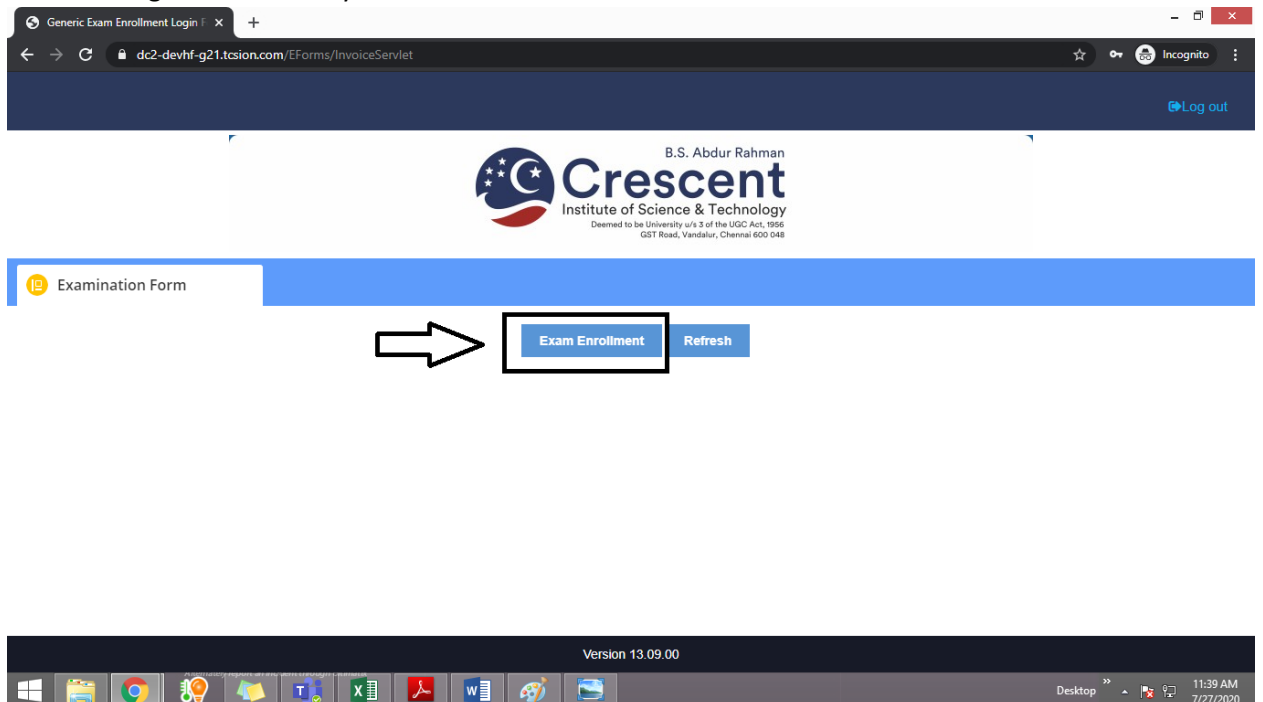 Generic Exam Enrollment Login F
dc2-devhf-g21.tcsion.com/EForms/InvoiceServlet
Incognito
Log out
B.S. Abdur Rahman
Crescent
Institute of Science & Technology
Deemed to be University u/s 3 of the UGC Act, 1956
GST Road, Vandalur, Chennai 600 048
Examination Form
Exam Enrollment
Refresh
Version 13.09.00
Desktop
11:39 AM
7/27/2020